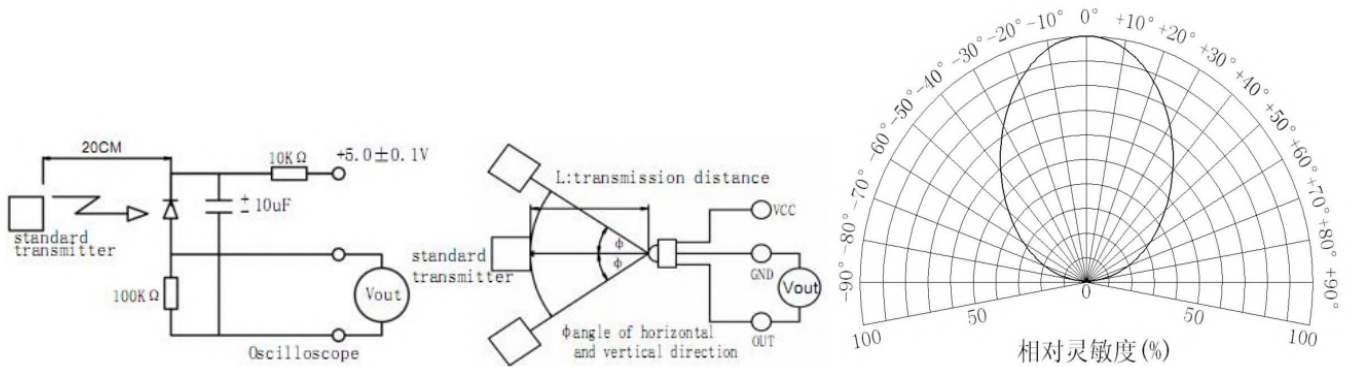 20CM
10KΩ
+5.0±0.1V
±
10uF
standard
transmitter
100KΩ
Vout
Oscilloscope
L:transmission distance
VCC
ϕ
ϕ
standard
transmitter
GND
Vout
OUT
ϕangle of horizontal
and vertical direction
0°
-10°
+10°
-20°
+20°
-30°
+30°
-40°
+40°
-50°
+50°
-60°
+60°
-70°
+70°
-80°
+80°
-90°
+90°
0
50
50
100
100
相对灵敏度(%)